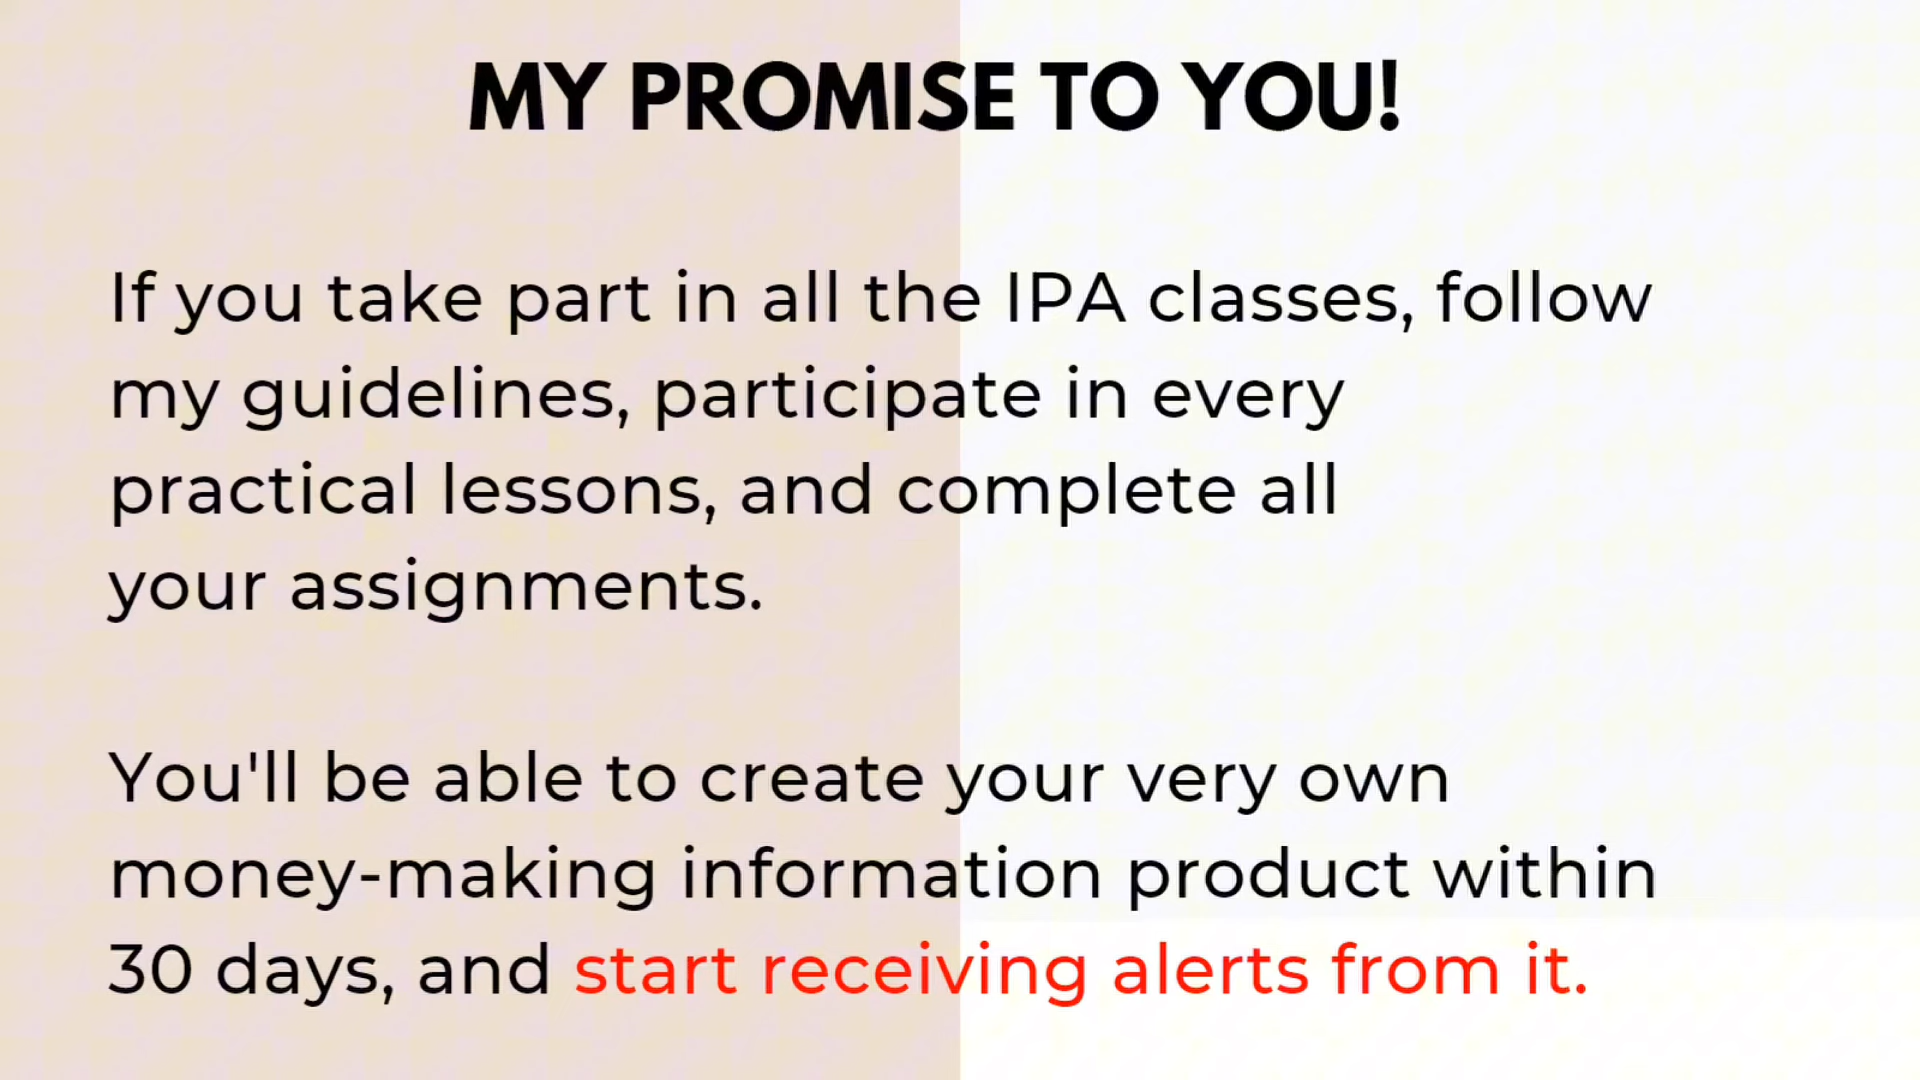 MY PROMISE TO YOU!
If you take part in all the IPA classes, follow
my guidelines, participate in every
practical lessons, and complete all
your assignments.
You'll be able to create your very own
money-making information product within
30 days, and start receiving alerts from it.